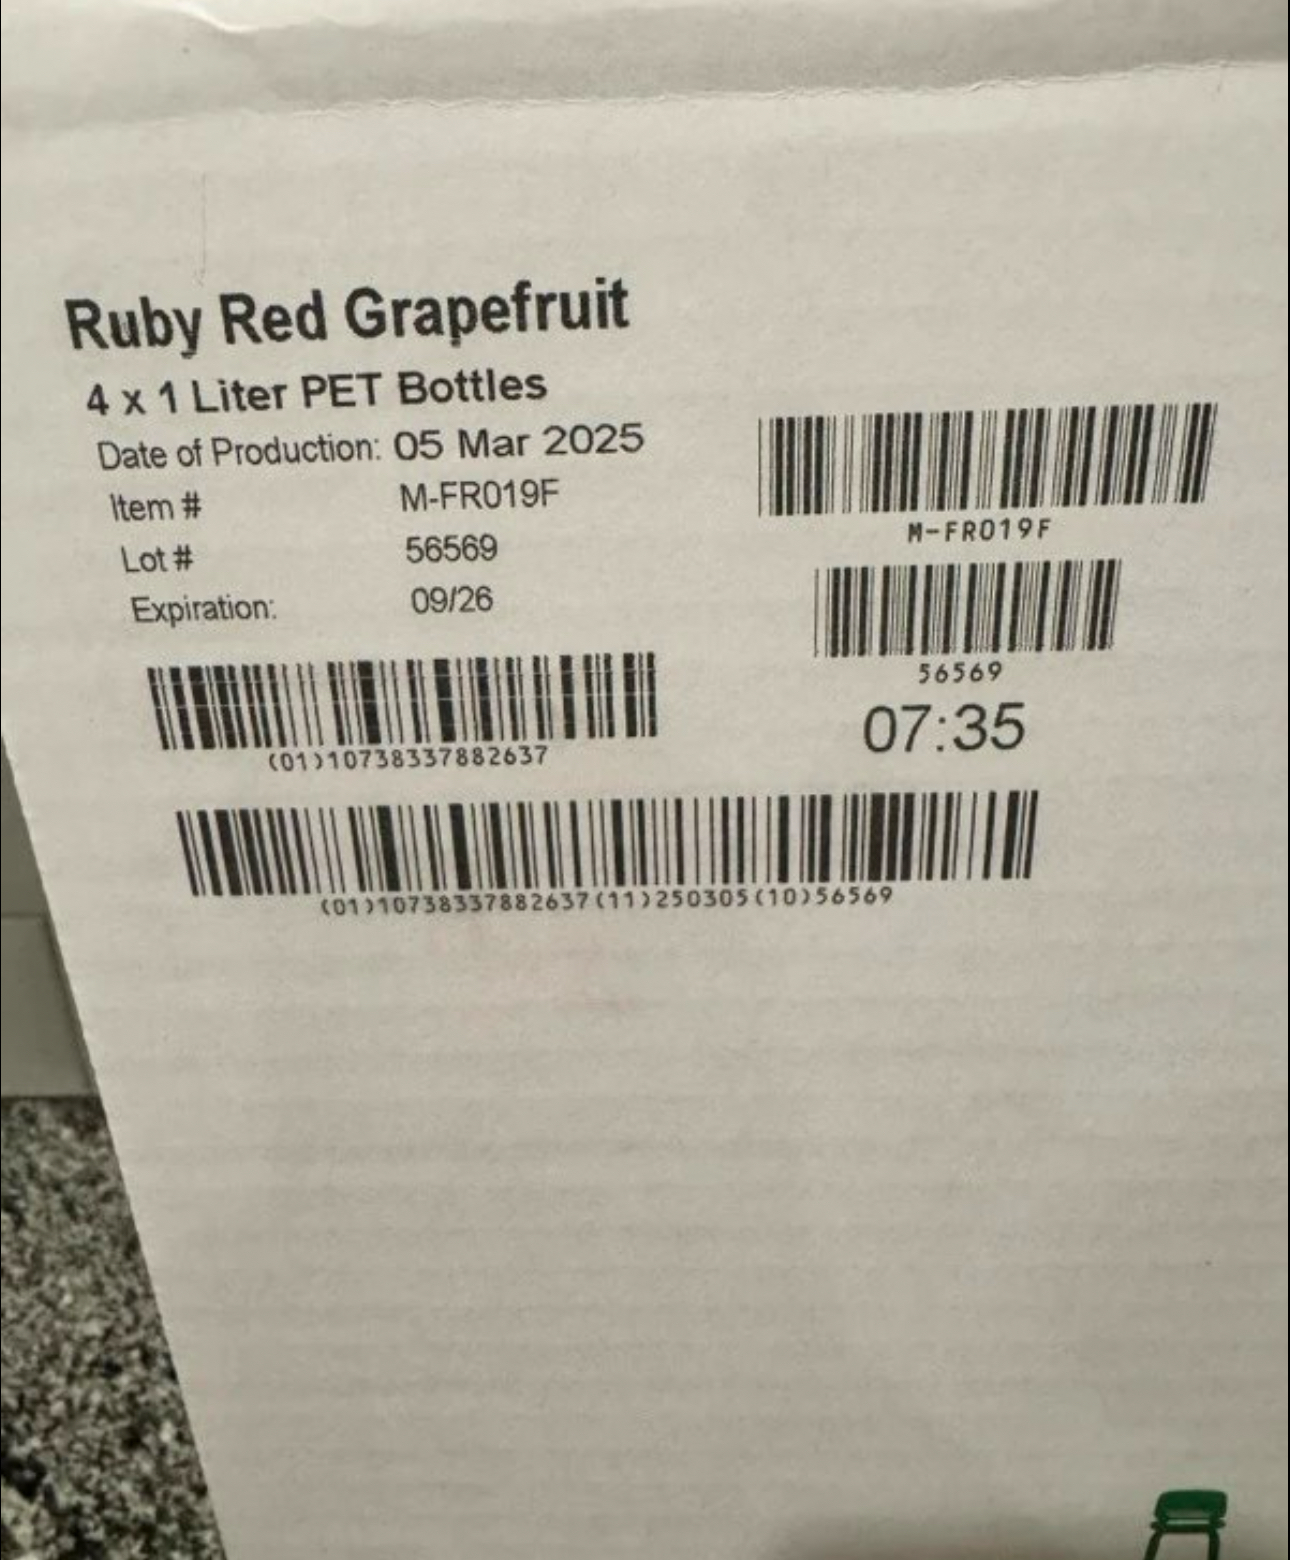 Ruby Red Grapefruit
4 x 1 Liter PET Bottles
Date of Production: 05 Mar 2025
Item # M-FR019F
Lot # 56569
Expiration: 09/26
M-FR019F
56569
07:35
(01)10738337882637
(01)10738337882637(11)250305(10)56569